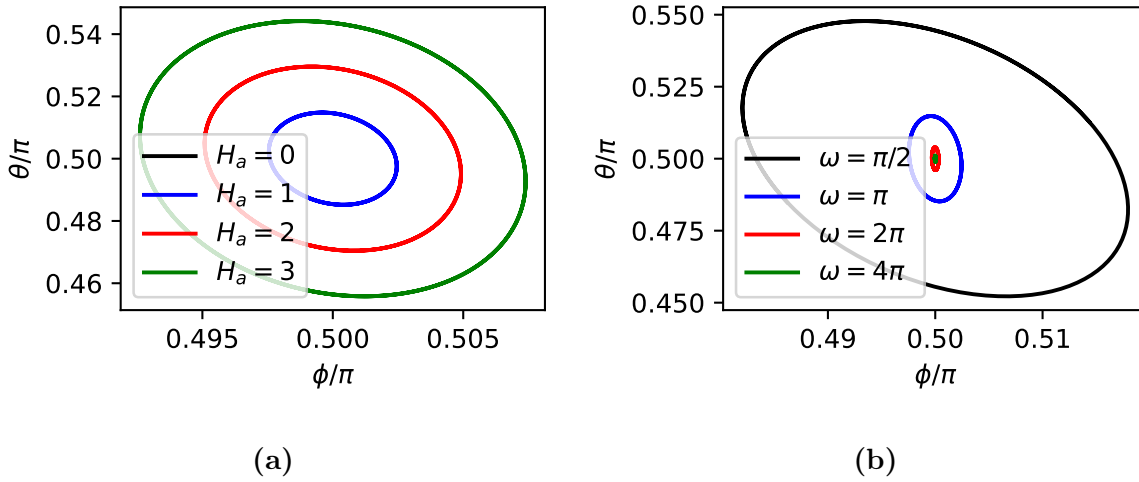 0.54
0.52
0.50
0.48
0.46
θ/π
H_a = 0
H_a = 1
H_a = 2
H_a = 3
0.495
0.500
0.505
ϕ/π
(a)
0.550
0.525
0.500
0.475
0.450
θ/π
ω = π/2
ω = π
ω = 2π
ω = 4π
0.49
0.50
0.51
ϕ/π
(b)